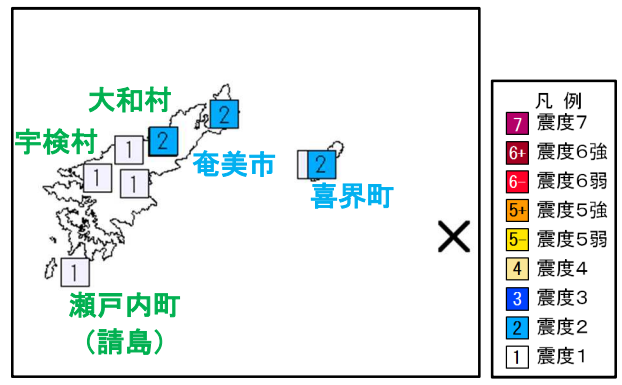 大和村
宇検村
奄美市
喜界町
瀬戸内町
（請島）
2
2
1
1
1
2
1
凡 例
7 震度7
6+ 震度6強
6- 震度6弱
5+ 震度5強
5- 震度5弱
4 震度4
3 震度3
2 震度2
1 震度1